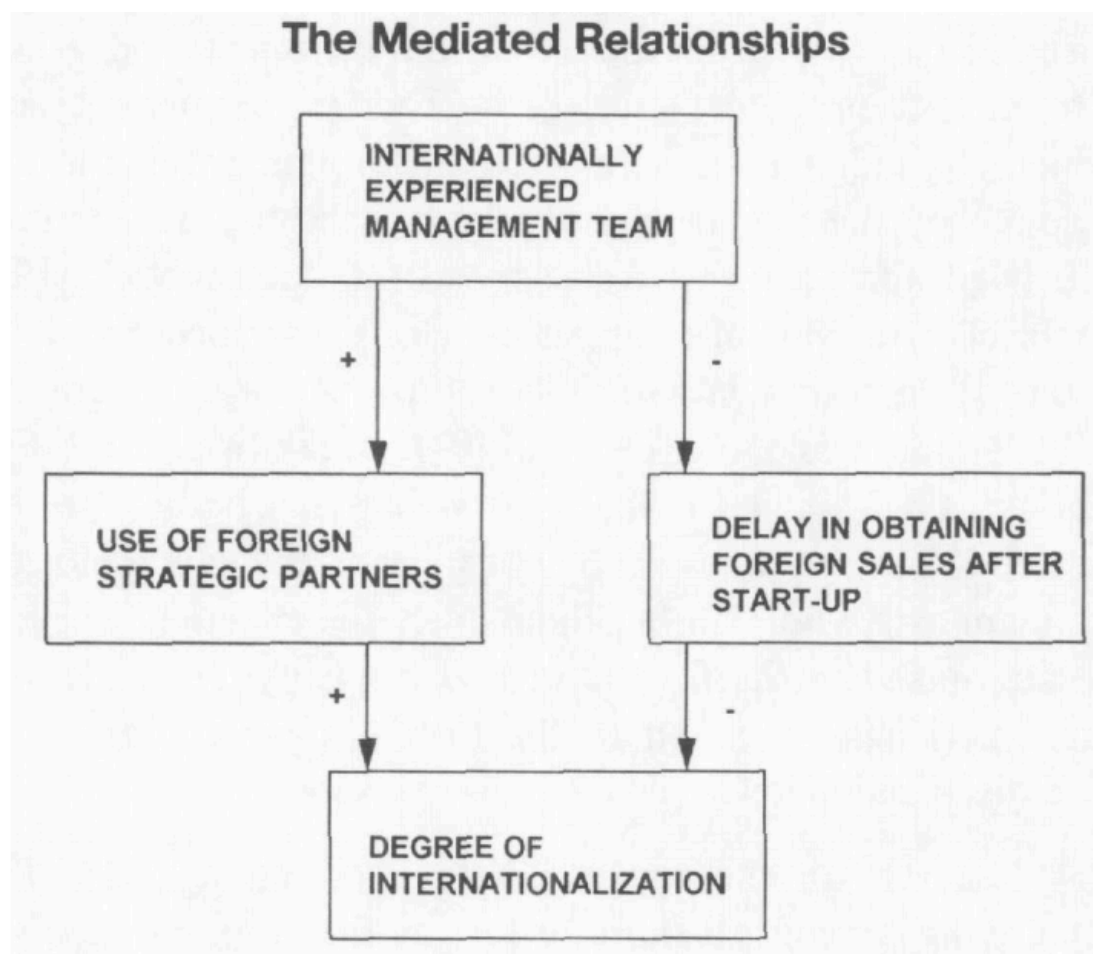 The Mediated Relationships
INTERNATIONALLY
EXPERIENCED
MANAGEMENT TEAM
+
-
USE OF FOREIGN
STRATEGIC PARTNERS
DELAY IN OBTAINING
FOREIGN SALES AFTER
START-UP
+
-
DEGREE OF
INTERNATIONALIZATION